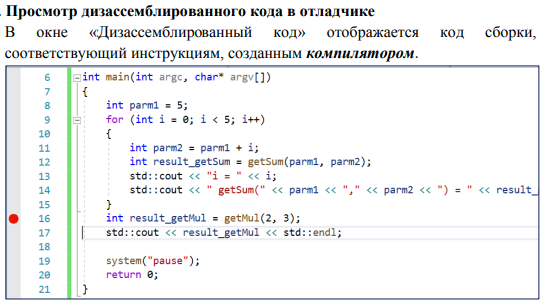 . Просмотр дизассемблированного кода в отладчике
В окне «Дизассемблированный код» отображается код сборки,
соответствующий инструкциям, созданным компилятором.
6 int main(int argc, char* argv[])
7 {
8 int parm1 = 5;
9 for (int i = 0; i < 5; i++)
10 {
11 int parm2 = parm1 + i;
12 int result_getSum = getSum(parm1, parm2);
13 std::cout << "i = " << i;
14 std::cout << " getSum(" << parm1 << "," << parm2 << ") = " << result_
15 }
16 int result_getMul = getMul(2, 3);
17 std::cout << result_getMul << std::endl;
18
19 system("pause");
20 return 0;
21 }